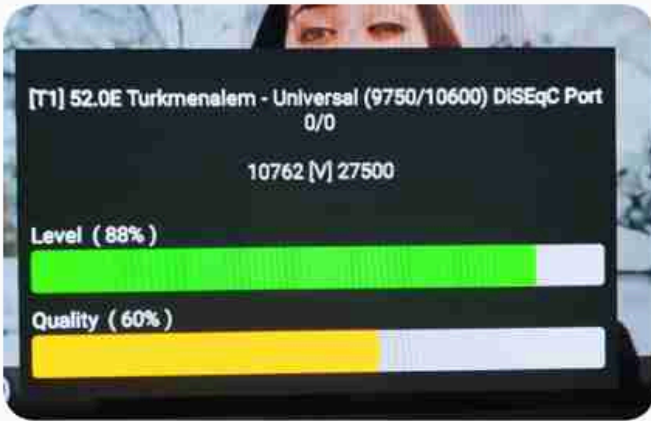 [T1] 52.0E Turkmenalem - Universal (9750/10600) DISEqC Port
0/0
10762 [V] 27500
Level ( 88% )
Quality ( 60% )